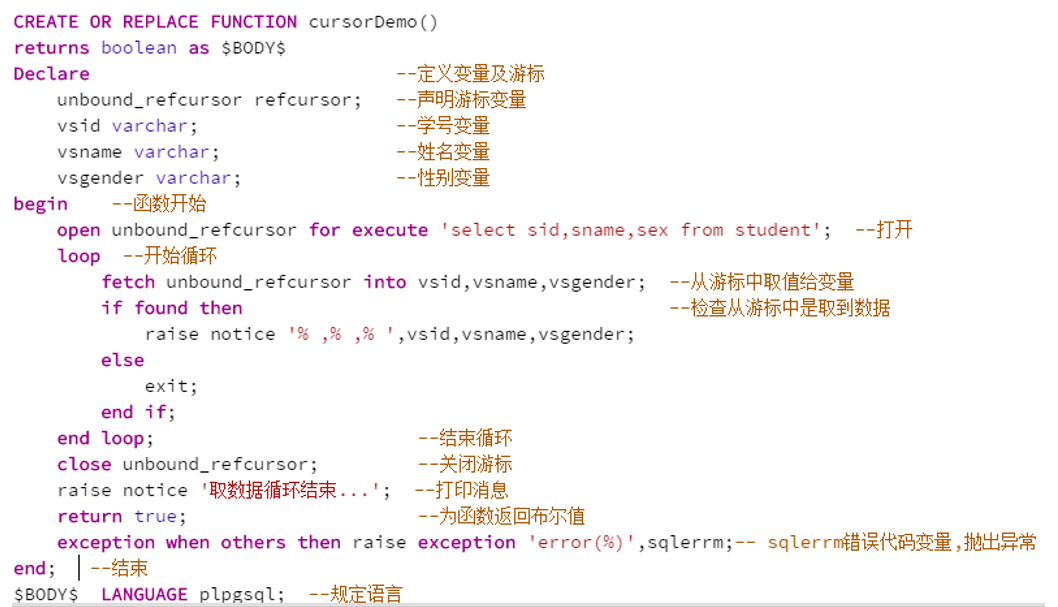 CREATE OR REPLACE FUNCTION cursorDemo()
returns boolean as $BODY$
Declare --定义变量及游标
unbound_refcursor refcursor; --声明游标变量
vsid varchar; --学号变量
vsname varchar; --姓名变量
vsgender varchar; --性别变量
begin --函数开始
open unbound_refcursor for execute 'select sid,sname,sex from student'; --打开
loop --开始循环
fetch unbound_refcursor into vsid,vsname,vsgender; --从游标中取值给变量
if found then --检查从游标中是取到数据
raise notice '% ,% ,% ',vsid,vsname,vsgender;
else
exit;
end if;
end loop; --结束循环
close unbound_refcursor; --关闭游标
raise notice '取数据循环结束...'; --打印消息
return true; --为函数返回布尔值
exception when others then raise exception 'error(%)',sqlerrm;-- sqlerrm错误代码变量,抛出异常
end; --结束
$BODY$ LANGUAGE plpgsql; --规定语言